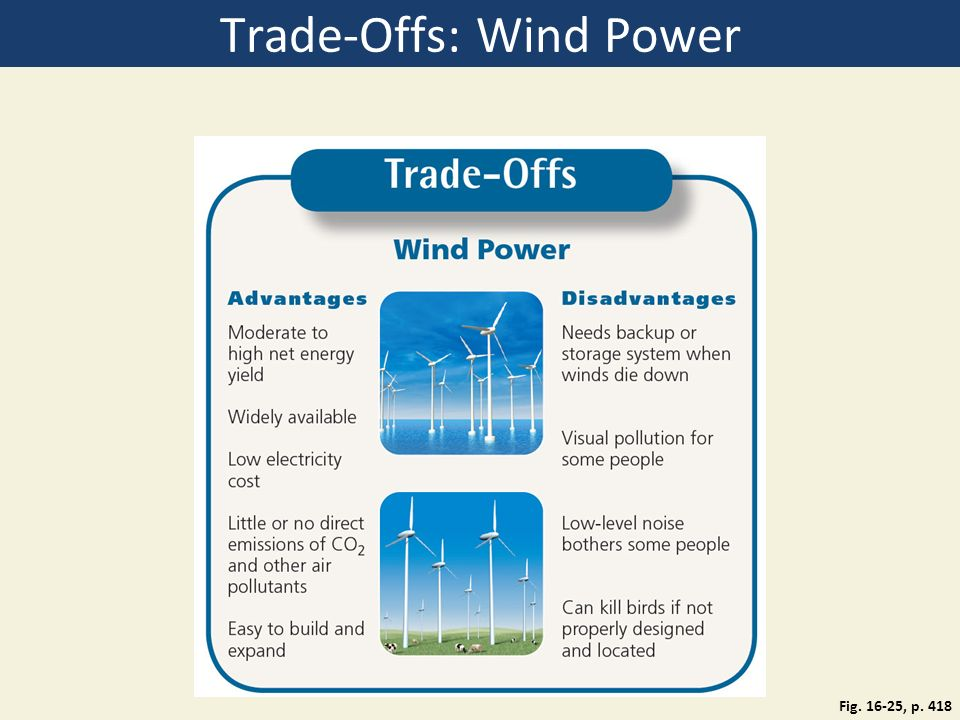 Trade-Offs: Wind Power
Trade-Offs
Wind Power
Advantages
Moderate to
high net energy
yield
Widely available
Low electricity
cost
Little or no direct
emissions of CO2
and other air
pollutants
Easy to build and
expand
Disadvantages
Needs backup or
storage system when
winds die down
Visual pollution for
some people
Low-level noise
bothers some people
Can kill birds if not
properly designed
and located
Fig. 16-25, p. 418